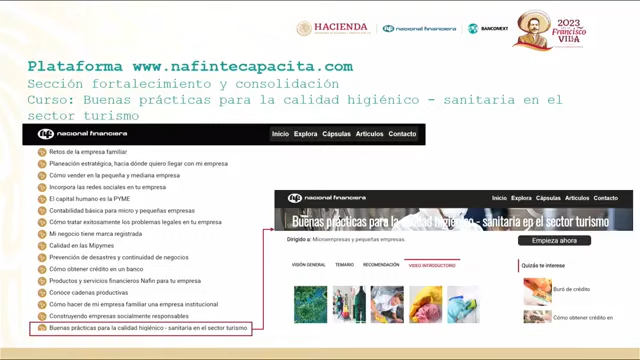 HACIENDA
nacional financiera
BANCOMEXT
2023
Francisco
VILLA
Plataforma www.nafintecapacita.com
Sección fortalecimiento y consolidación
Curso: Buenas prácticas para la calidad higiénico - sanitaria en el
sector turismo
nacional financiera
Inicio Explora Cápsulas Artículos Contacto
Retos de la empresa familiar
Planeación estratégica, hacia dónde quiero llegar con mi empresa
Cómo vender en la pequeña y mediana empresa
Incorpora las redes sociales en tu empresa
El capital humano es la PYME
Contabilidad básica para micro y pequeñas empresas
Cómo tratar exitosamente los problemas legales en tu empresa
Mi negocio tiene marca registrada
Calidad en las Mipymes
Prevención de desastres y continuidad de negocios
Cómo obtener crédito en un banco
Productos y servicios financieros Nafin para tu empresa
Conoce cadenas productivas
Cómo hacer de mi empresa familiar una empresa institucional
Construyendo empresas socialmente responsables
Buenas prácticas para la calidad higiénico - sanitaria en el sector turismo
nacional financiera
Inicio Explora Cápsulas Artículos Contacto
Buenas prácticas para la calidad higiénico - sanitaria en el sector turismo
Dirigido a: Microempresas y pequeñas empresas
Empieza ahora
VISIÓN GENERAL TEMARIO RECOMENDACIÓN VIDEO INTRODUCTORIO
Quizás te interese
Buró de crédito
Cómo obtener crédito en